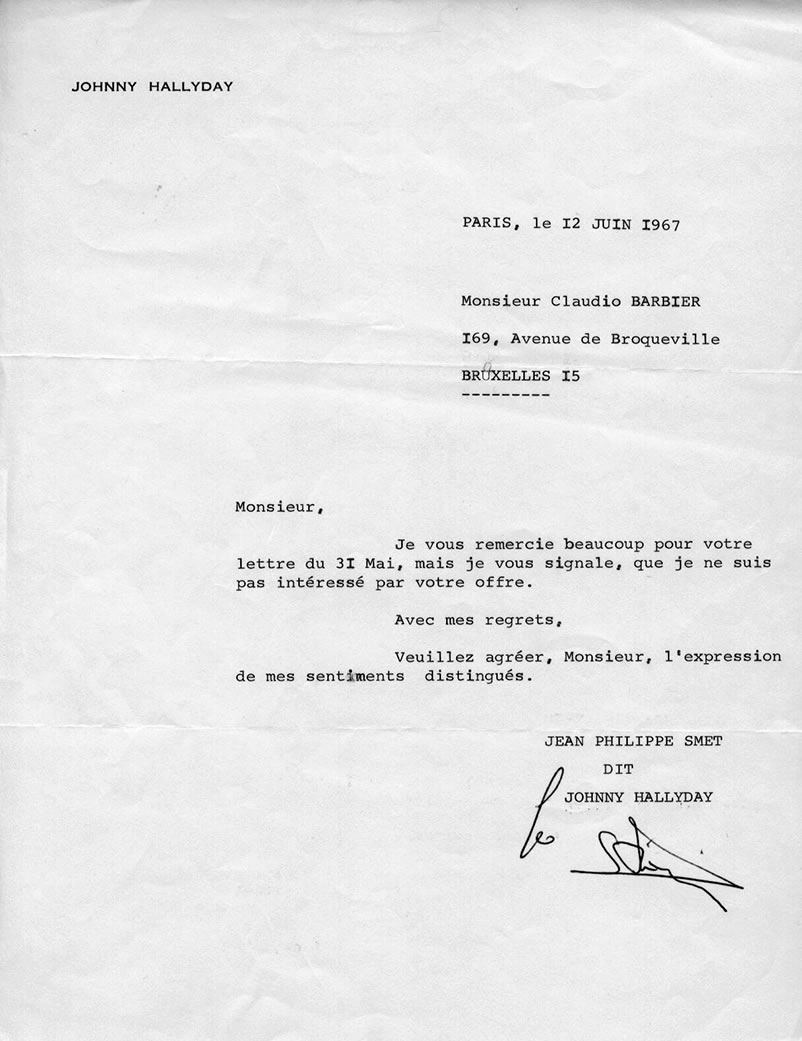 JOHNNY HALLYDAY
PARIS, le I2 JUIN I967
Monsieur Claudio BARBIER
I69, Avenue de Broqueville
BRUXELLES I5
---------
Monsieur,
Je vous remercie beaucoup pour votre
lettre du 3I Mai, mais je vous signale, que je ne suis
pas intéressé par votre offre.
Avec mes regrets,
Veuillez agréer, Monsieur, l'expression
de mes sentiments distingués.
JEAN PHILIPPE SMET
DIT
JOHNNY HALLYDAY